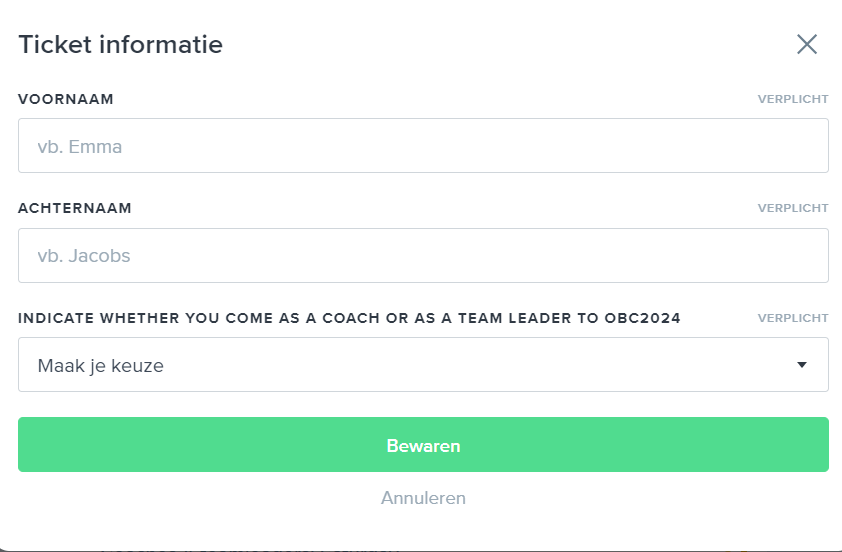 Ticket informatie
VOORNAAM
VERPLICHT
vb. Emma
ACHTERNAAM
VERPLICHT
vb. Jacobs
INDICATE WHETHER YOU COME AS A COACH OR AS A TEAM LEADER TO OBC2024
VERPLICHT
Maak je keuze
Bewaren
Annuleren